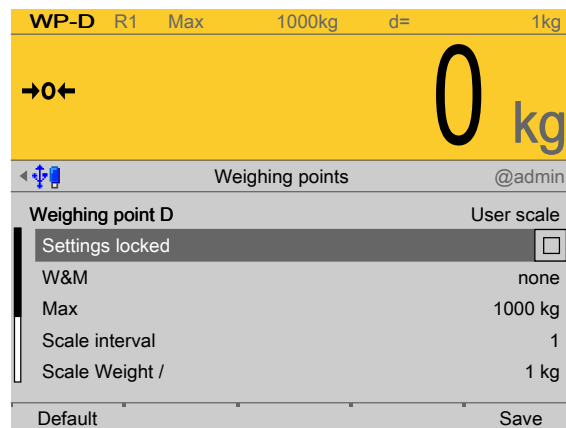 WP-D R1 Max 1000kg d= 1kg
→0← 0 kg
Weighing points @admin
Weighing point D User scale
Settings locked
W&M none
Max 1000 kg
Scale interval 1
Scale Weight / 1 kg
Default Save